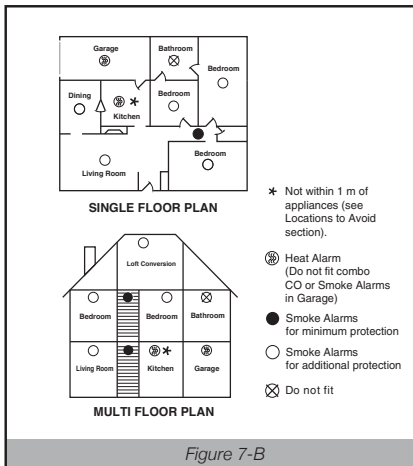 Garage
Bathroom
Bedroom
Dining
Kitchen
Bedroom
Living Room
Bedroom
SINGLE FLOOR PLAN
* Not within 1 m of
appliances (see
Locations to Avoid
section).
Heat Alarm
(Do not fit combo
CO or Smoke Alarms
in Garage)
Smoke Alarms
for minimum protection
Smoke Alarms
for additional protection
Do not fit
Loft Conversion
Bedroom
Bedroom
Bathroom
Living Room
Kitchen
Garage
MULTI FLOOR PLAN
Figure 7-B